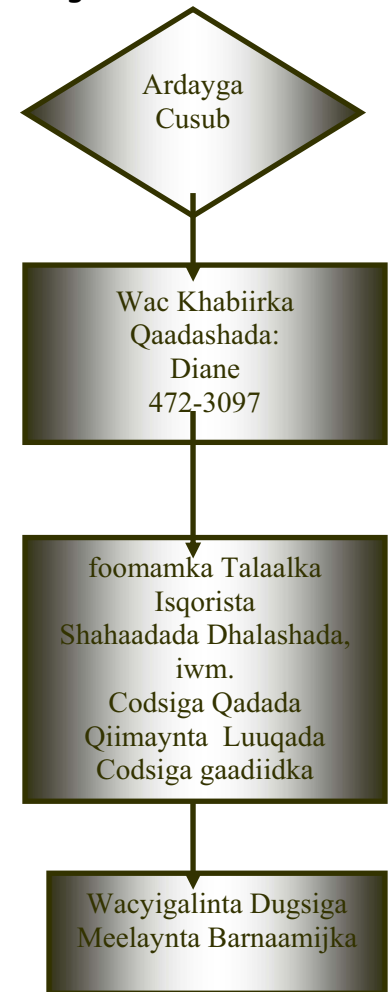 Ardayga
Cusub
Wac Khabiirka
Qaadashada:
Diane
472-3097
foomamka Talaalka
Isqorista
Shahaadada Dhalashada,
iwm.
Codsiga Qadada
Qiimaynta Luuqada
Codsiga gaadiidka
Wacyigalinta Dugsiga
Meelaynta Barnaamijka